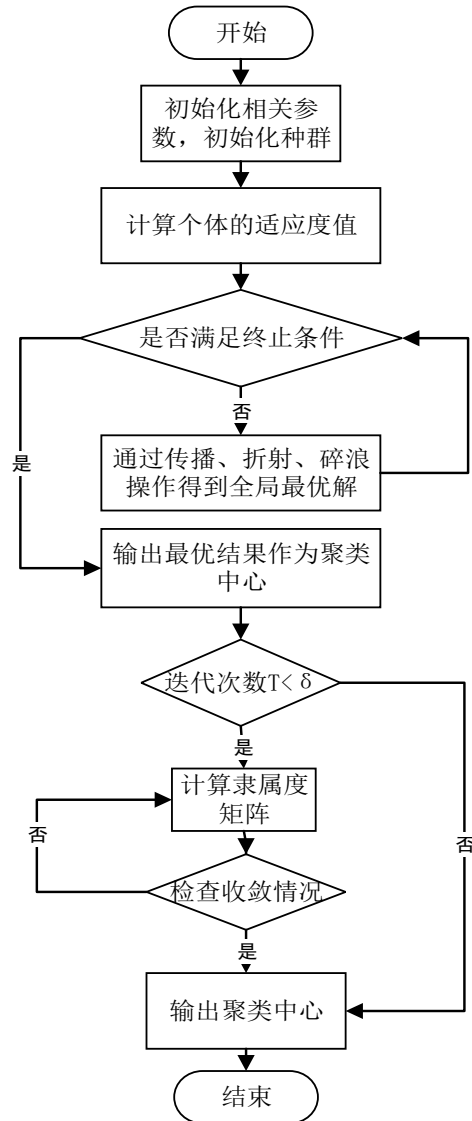 开始
初始化相关参
数，初始化种群
计算个体的适应度值
是否满足终止条件
否
是
通过传播、折射、碎浪
操作得到全局最优解
输出最优结果作为聚类
中心
迭代次数T<δ
是
计算隶属度
矩阵
否
否
检查收敛情况
是
输出聚类中心
结束